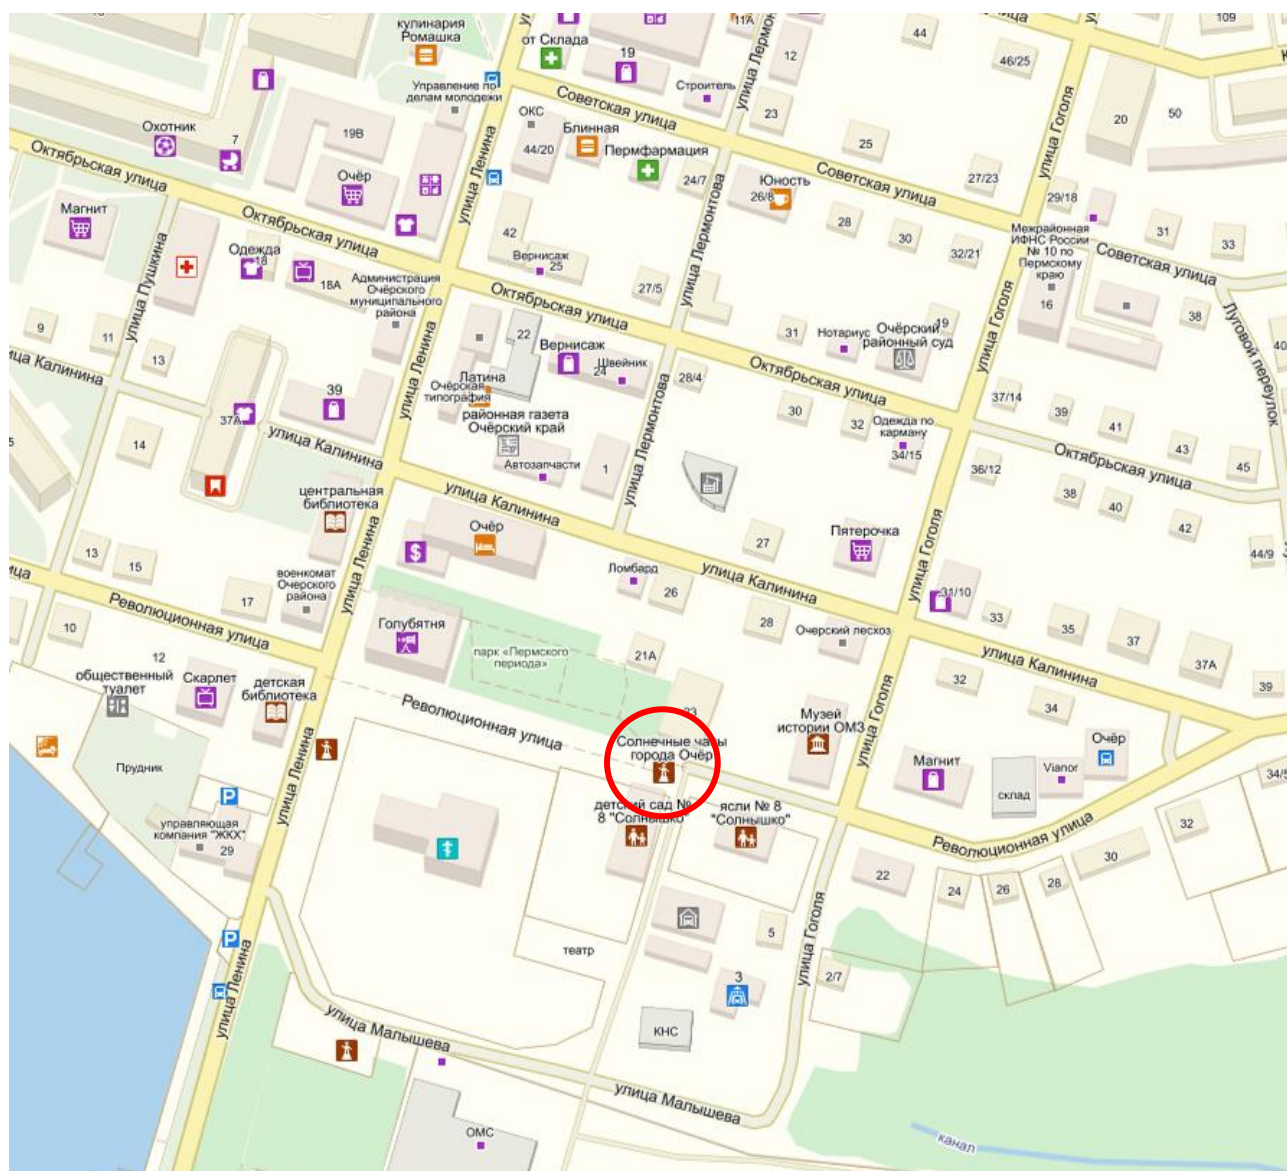 кулинария
Ромашка
от Склада
19
11А
12
44
46/25
109
Управление по
делам молодежи
Строитель
Советская улица
улица Лермонтова
улица Гоголя
Охотник
7
19В
ОКС
44/20
Блинная
Пермфармация
23
25
20
50
Октябрьская улица
улица Ленина
Очёр
24/7
Юность
26/8
Советская улица
27/23
29/18
Магнит
улица Пушкина
Октябрьская улица
42
28
30
32/21
Межрайонная
ИФНС России
№ 10 по
Пермскому
краю
31
33
Советская улица
Одежда
18
18А
Администрация
Очёрского
муниципального
района
Вернисаж
25
27/5
улица Лермонтова
16
38
40
Луговой переулок
9
11
13
Октябрьская улица
22
Вернисаж
24
Швейник
31
Нотариус
Очёрский
районный суд
19
улица Гоголя
улица Калинина
39
улица Ленина
Латина
Очёрская
типография
28/4
Октябрьская улица
30
32
37/14
39
41
43
45
37А
14
районная газета
Очёрский край
Одежда по
карману
34/15
улица Калинина
Автозапчасти
1
улица Лермонтова
36/12
Октябрьская улица
38
40
42
44/9
центральная
библиотека
улица Калинина
Очёр
27
Пятерочка
улица Гоголя
13
15
17
военкомат
Очерского
района
улица Ленина
Ломбард
26
улица Калинина
28
Очерский лесхоз
31/10
33
35
37
37А
39
Революционная улица
10
12
Голубятня
парк «Пермского
периода»
21А
улица Калинина
32
34
общественный
туалет
Скарлет
детская
библиотека
Революционная улица
23
Музей
истории ОМЗ
улица Гоголя
Солнечные часы
города Очёр
Магнит
склад
Vianor
Очёр
Прудник
улица Ленина
детский сад №
8 "Солнышко"
ясли № 8
"Солнышко"
управляющая
компания "ЖКХ"
29
Революционная улица
22
24
26
28
30
32
5
улица Гоголя
театр
3
2/7
улица Ленина
улица Малышева
КНС
улица Малышева
ОМС
канал